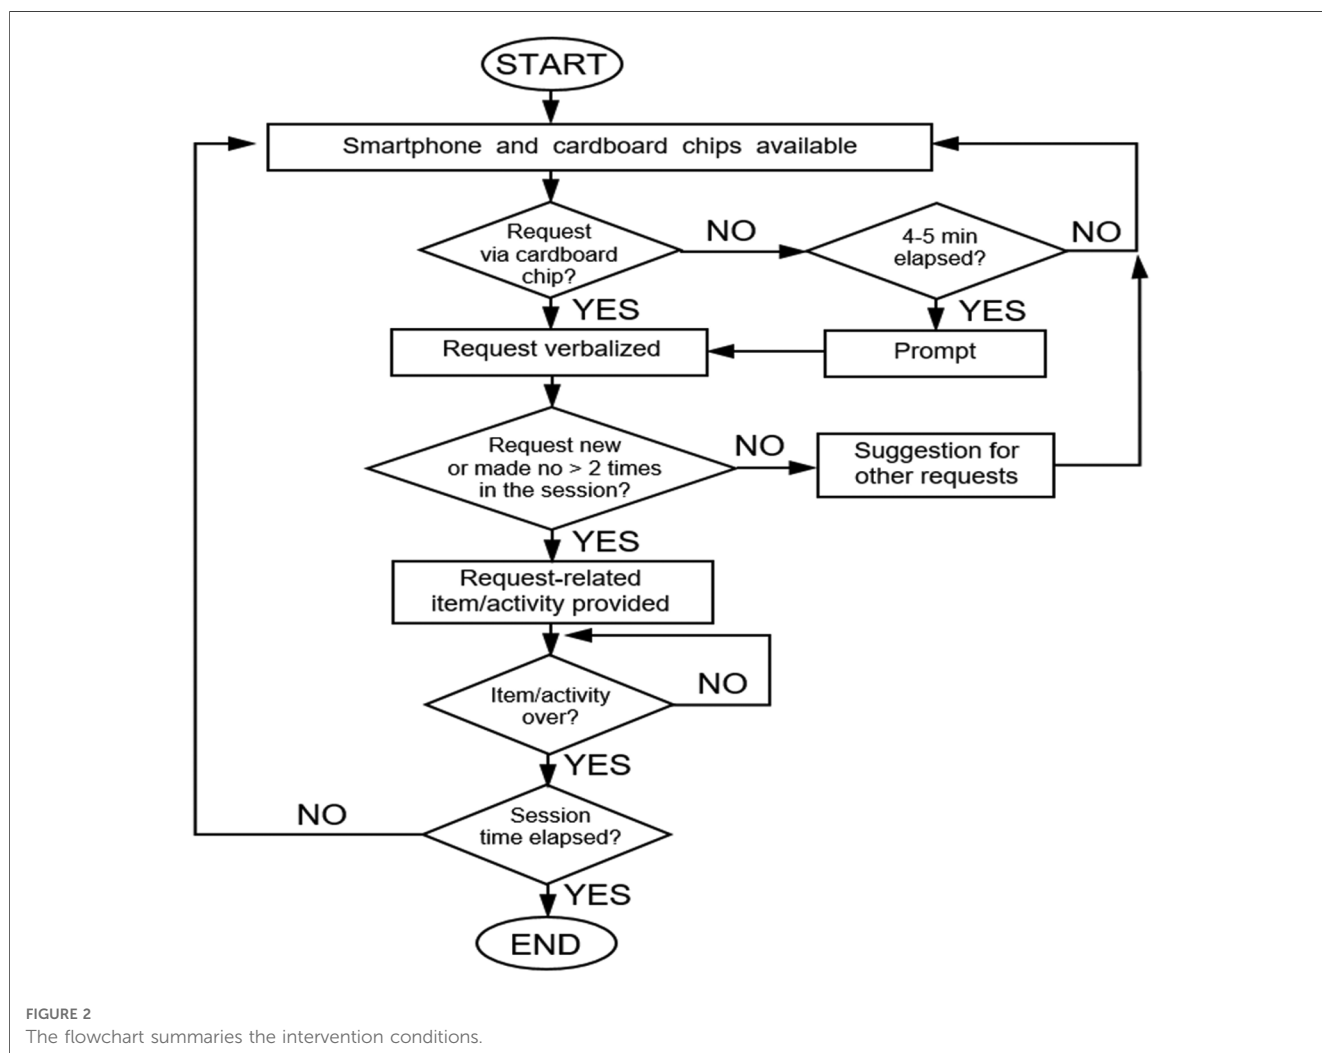 START
Smartphone and cardboard chips available
Request
via cardboard
chip?
NO
4-5 min
elapsed?
NO
YES
YES
Request verbalized
Prompt
Request new
or made no > 2 times
in the session?
NO
Suggestion for
other requests
YES
Request-related
item/activity provided
Item/activity
over?
NO
YES
Session
time elapsed?
NO
YES
END
FIGURE 2
The flowchart summaries the intervention conditions.